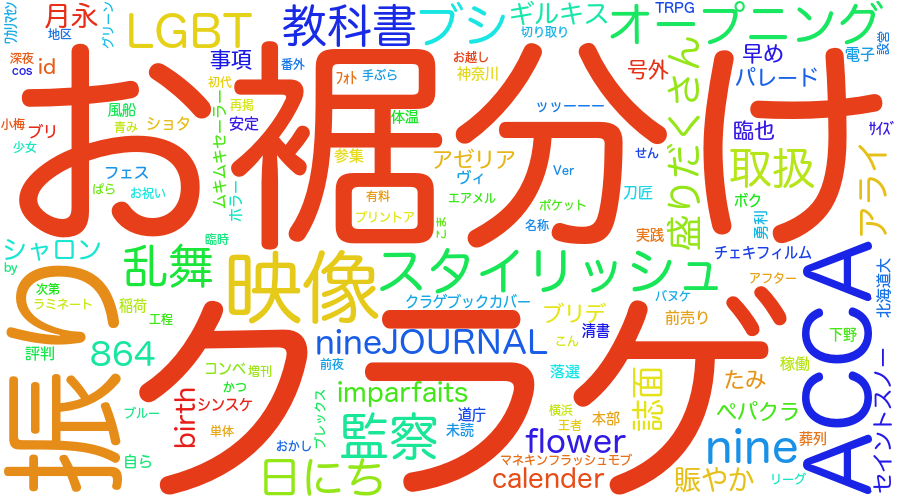 ワカリマセン
月永
LGBT
教科書
ブシ
ギルキス
TRPG
オープニング
地区
グリーン
切り取り
設営
深夜
cos
id
事項
番外
お越し
号外
早め
電子
初代
フォト
手ぶら
神奈川
パレード
お裾分け
小梅
ブリ
風船
青み
ショタ
再掲
安定
体温
ッッーーー
臨也
サイズ
少女
ムキムキセーラー
参集
アゼリア
せん
盛りだくさん
取扱
アライ
フェス
ヴィ
Ver
ぱら
お祝い
ホラー
有料
エアメル
刀匠
ボク
プリントア
ポケット
こま
名称
実践
勇利
シャロン
臨時
乱舞
映像
スタイリッシュ
チェキフィルム
ACCA
by
次第
ラミネート
稲荷
クラゲブックカバー
バヌケ
アフター
北海道大
振り
工程
ブリデ
前売り
評判
864
nineJOURNAL
清書
こん
下野
コンペ
増刊
前夜
落選
稼働
かつ
imparfaits
誌面
たみ
クラゲ
birth
シンスケ
ブルー
単体
ブレックス
監察
道庁
未読
横浜
王者
本部
ペパクラ
セイントスノー
おかし
flower
nine
葬列
自ら
日にち
マネキンフラッシュモブ
calender
賑やか
リーグ